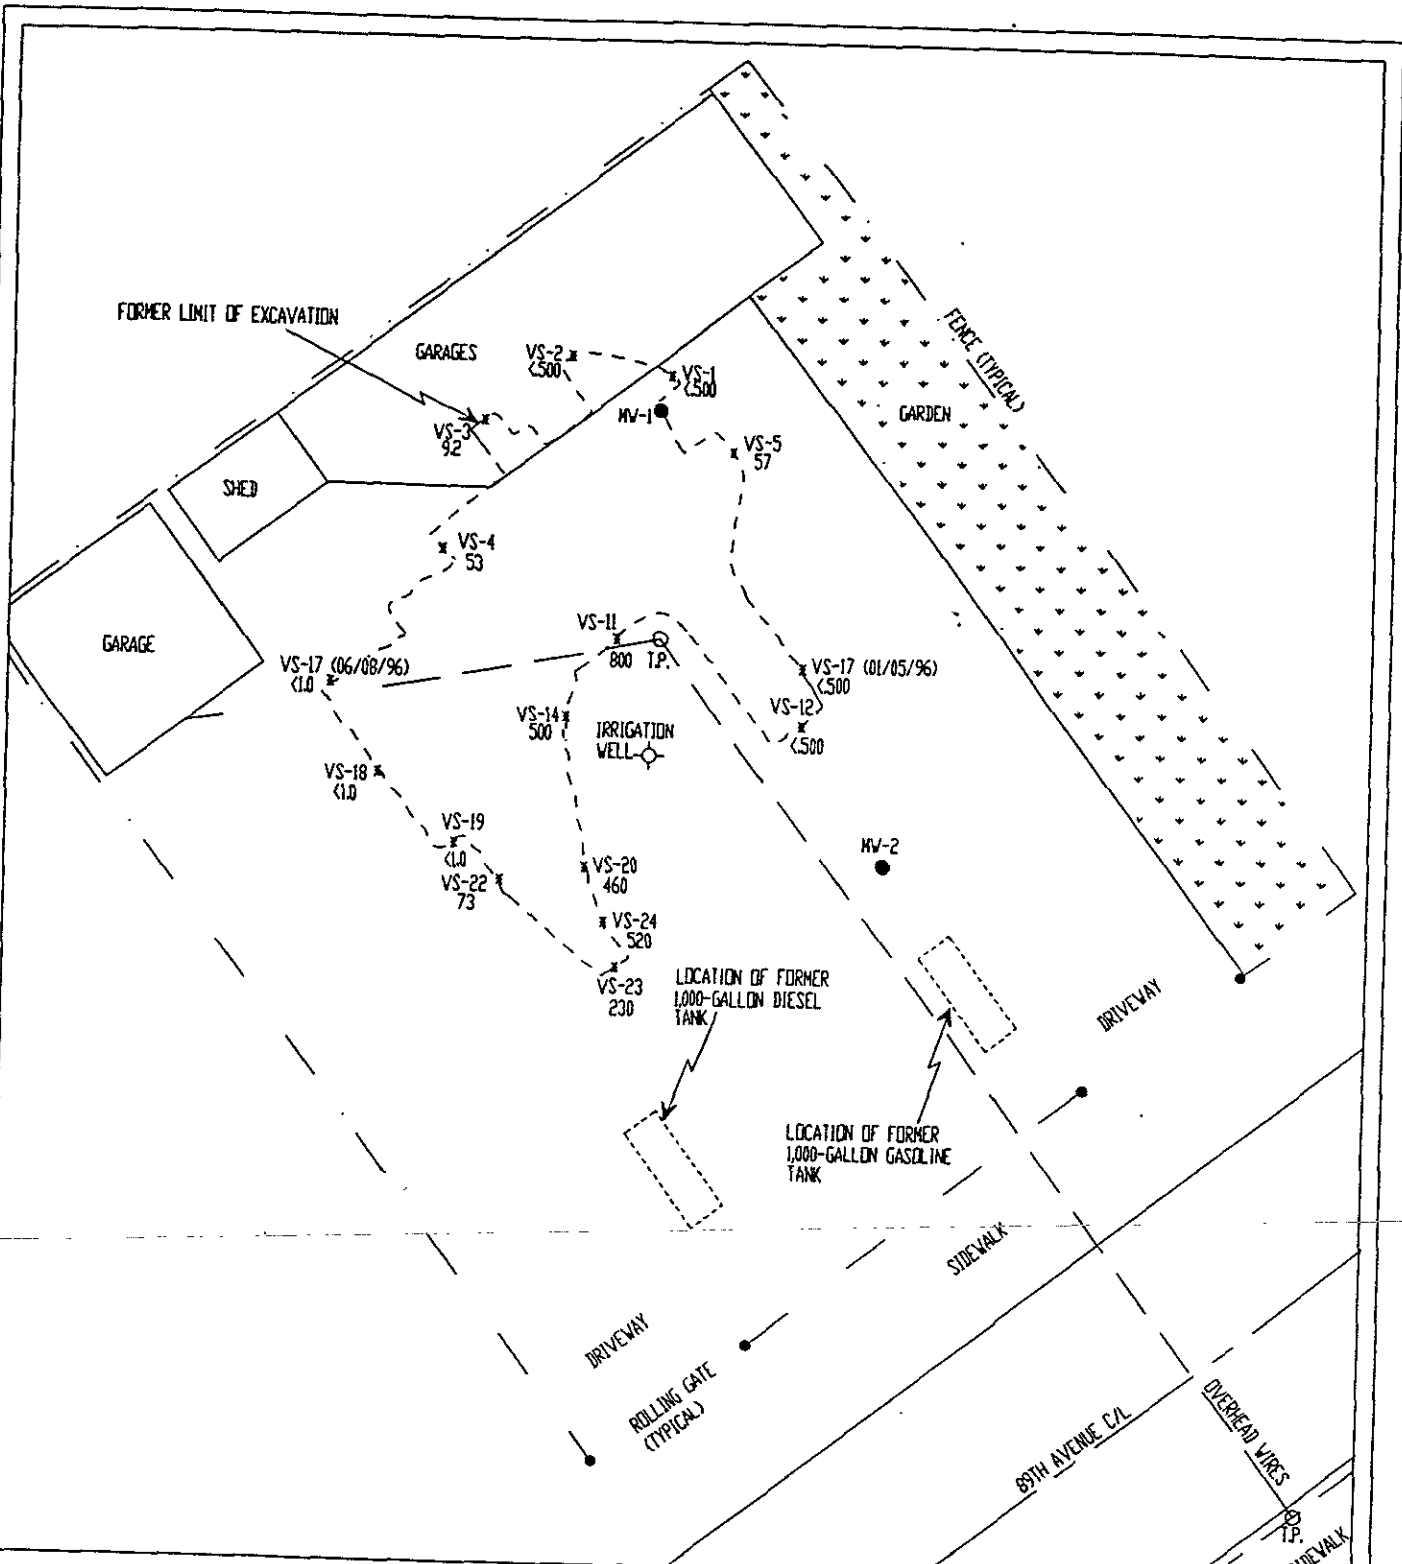 FORMER LIMIT OF EXCAVATION
GARAGES
VS-2
<.500
VS-1
<.500
MW-1
FENCE (TYPICAL)
GARDEN
VS-3
9.2
VS-5
57
SHED
VS-4
53
GARAGE
VS-11
800
T.P.
VS-17 (06/08/96)
<1.0
VS-17 (01/05/96)
<.500
VS-12
<.500
VS-14
500
IRRIGATION
WELL
VS-18
<1.0
VS-19
<1.0
MW-2
VS-20
460
VS-22
73
VS-24
520
VS-23
230
LOCATION OF FORMER
1,000-GALLON DIESEL
TANK
DRIVEWAY
LOCATION OF FORMER
1,000-GALLON GASOLINE
TANK
SIDEWALK
DRIVEWAY
ROLLING GATE
(TYPICAL)
OVERHEAD WIRES
89TH AVENUE C/L
T.P.
IDEWALK